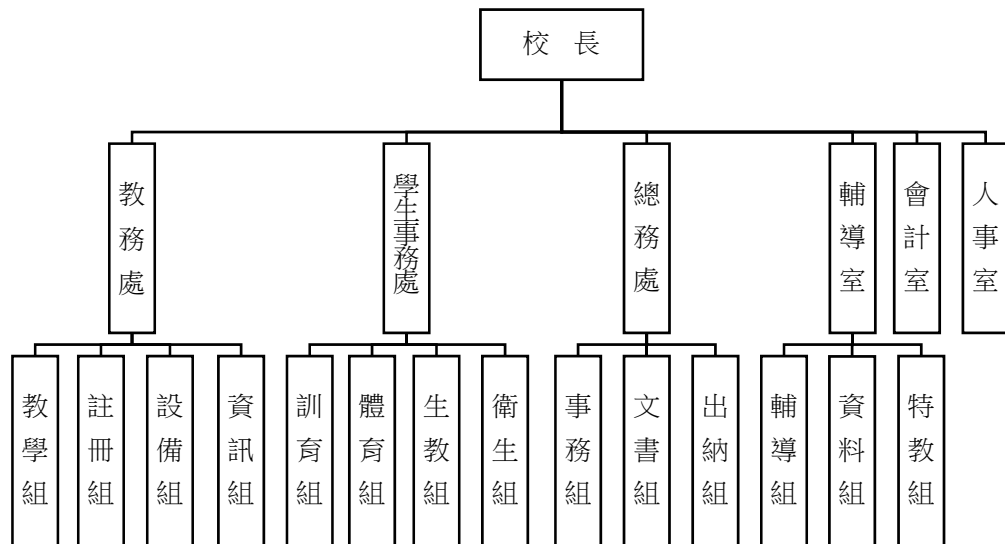 校 長
教務處
學生事務處
總務處
輔導室
會計室
人事室
教學組
註冊組
設備組
資訊組
訓育組
體育組
生教組
衛生組
事務組
文書組
出納組
輔導組
資料組
特教組